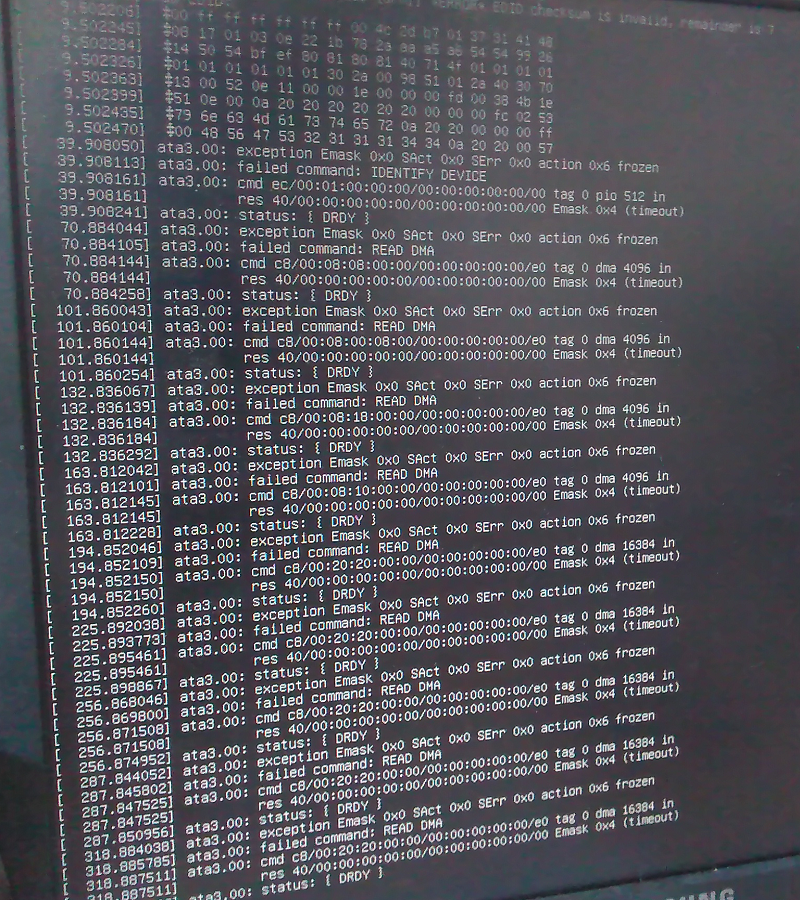 *ERROR* EDID checksum is invalid, remainder is
9.502206] ‡00 ff ff ff ff ff ff 00 4c 2d b7 01 37 31 41 48
9.502245] ‡08 17 01 03 0e 22 1b 78 2a aa a5 a6 54 54 99 26
9.502284] ‡14 50 54 bf ef 80 81 80 81 40 71 4f 01 01 01 01
9.502326] ‡01 01 01 01 01 01 30 2a 00 98 51 01 2a 40 30 70
9.502363] ‡13 00 52 0e 11 00 00 1e 00 00 00 fd 00 38 4b 1e
9.502399] ‡51 0e 00 0a 20 20 20 20 20 20 00 00 00 fc 02 53
9.502435] ‡79 6e 63 4d 61 73 74 65 72 0a 20 20 00 00 00 ff
9.502470] ‡00 48 56 47 53 32 31 31 31 34 34 0a 20 20 00 57
39.908050] ata3.00: exception Emask 0x0 SAct 0x0 SErr 0x0 action 0x6 frozen
39.908113] ata3.00: failed command: IDENTIFY DEVICE
39.908161] ata3.00: cmd ec/00:01:00:00:00/00:00:00:00:00/00 tag 0 pio 512 in
39.908161] res 40/00:00:00:00:00/00:00:00:00:00/00 Emask 0x4 (timeout)
39.908241] ata3.00: status: { DRDY }
[ 70.884044] ata3.00: exception Emask 0x0 SAct 0x0 SErr 0x0 action 0x6 frozen
[ 70.884105] ata3.00: failed command: READ DMA
[ 70.884144] ata3.00: cmd c8/00:08:08:00:00/00:00:00:00:00/e0 tag 0 dma 4096 in
[ 70.884144] res 40/00:00:00:00:00/00:00:00:00:00/00 Emask 0x4 (timeout)
[ 70.884258] ata3.00: status: { DRDY }
[ 101.860043] ata3.00: exception Emask 0x0 SAct 0x0 SErr 0x0 action 0x6 frozen
[ 101.860104] ata3.00: failed command: READ DMA
[ 101.860144] ata3.00: cmd c8/00:08:00:08:00/00:00:00:00:00/e0 tag 0 dma 4096 in
[ 101.860144] res 40/00:00:00:00:00/00:00:00:00:00/00 Emask 0x4 (timeout)
[ 101.860254] ata3.00: status: { DRDY }
[ 132.836067] ata3.00: exception Emask 0x0 SAct 0x0 SErr 0x0 action 0x6 frozen
[ 132.836139] ata3.00: failed command: READ DMA
[ 132.836184] ata3.00: cmd c8/00:08:18:00:00/00:00:00:00:00/e0 tag 0 dma 4096 in
[ 132.836184] res 40/00:00:00:00:00/00:00:00:00:00/00 Emask 0x4 (timeout)
[ 132.836292] ata3.00: status: { DRDY }
[ 163.812042] ata3.00: exception Emask 0x0 SAct 0x0 SErr 0x0 action 0x6 frozen
[ 163.812101] ata3.00: failed command: READ DMA
[ 163.812145] ata3.00: cmd c8/00:08:10:00:00/00:00:00:00:00/e0 tag 0 dma 4096 in
[ 163.812145] res 40/00:00:00:00:00/00:00:00:00:00/00 Emask 0x4 (timeout)
[ 163.812228] ata3.00: status: { DRDY }
[ 194.852046] ata3.00: exception Emask 0x0 SAct 0x0 SErr 0x0 action 0x6 frozen
[ 194.852109] ata3.00: failed command: READ DMA
[ 194.852150] ata3.00: cmd c8/00:20:20:00:00/00:00:00:00:00/e0 tag 0 dma 16384 in
[ 194.852150] res 40/00:00:00:00:00/00:00:00:00:00/00 Emask 0x4 (timeout)
[ 194.852260] ata3.00: status: { DRDY }
[ 225.892038] ata3.00: exception Emask 0x0 SAct 0x0 SErr 0x0 action 0x6 frozen
[ 225.893773] ata3.00: failed command: READ DMA
[ 225.895461] ata3.00: cmd c8/00:20:20:00:00/00:00:00:00:00/e0 tag 0 dma 16384 in
[ 225.895461] res 40/00:00:00:00:00/00:00:00:00:00/00 Emask 0x4 (timeout)
[ 225.898867] ata3.00: status: { DRDY }
[ 256.868046] ata3.00: exception Emask 0x0 SAct 0x0 SErr 0x0 action 0x6 frozen
[ 256.869800] ata3.00: failed command: READ DMA
[ 256.871508] ata3.00: cmd c8/00:20:20:00:00/00:00:00:00:00/e0 tag 0 dma 16384 in
[ 256.871508] res 40/00:00:00:00:00/00:00:00:00:00/00 Emask 0x4 (timeout)
[ 256.874952] ata3.00: status: { DRDY }
[ 287.844052] ata3.00: exception Emask 0x0 SAct 0x0 SErr 0x0 action 0x6 frozen
[ 287.845802] ata3.00: failed command: READ DMA
[ 287.847525] ata3.00: cmd c8/00:20:20:00:00/00:00:00:00:00/e0 tag 0 dma 16384 in
[ 287.847525] res 40/00:00:00:00:00/00:00:00:00:00/00 Emask 0x4 (timeout)
[ 287.850956] ata3.00: status: { DRDY }
[ 318.884038] ata3.00: exception Emask 0x0 SAct 0x0 SErr 0x0 action 0x6 frozen
[ 318.885785] ata3.00: failed command: READ DMA
[ 318.887511] ata3.00: cmd c8/00:20:20:00:00/00:00:00:00:00/e0 tag 0 dma 16384 in
[ 318.887511] res 40/00:00:00:00:00/00:00:00:00:00/00 Emask 0x4 (timeout)
ata3.00: status: { DRDY }